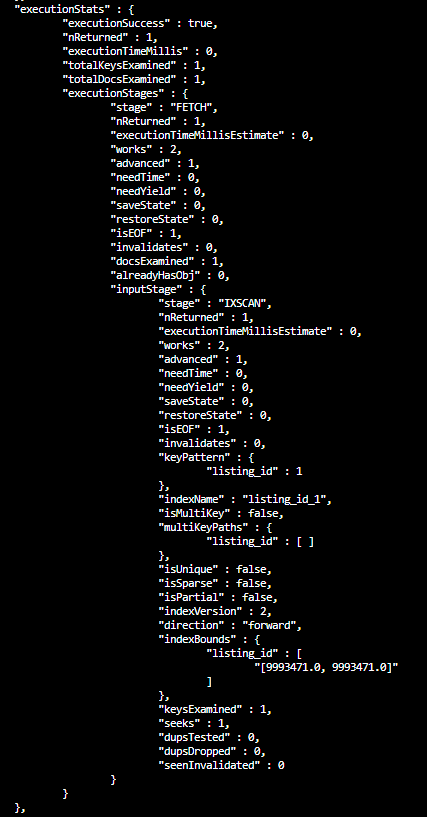 "executionStats" : {
"executionSuccess" : true,
"nReturned" : 1,
"executionTimeMillis" : 0,
"totalKeysExamined" : 1,
"totalDocsExamined" : 1,
"executionStages" : {
"stage" : "FETCH",
"nReturned" : 1,
"executionTimeMillisEstimate" : 0,
"works" : 2,
"advanced" : 1,
"needTime" : 0,
"needYield" : 0,
"saveState" : 0,
"restoreState" : 0,
"isEOF" : 1,
"invalidates" : 0,
"docsExamined" : 1,
"alreadyHasObj" : 0,
"inputStage" : {
"stage" : "IXSCAN",
"nReturned" : 1,
"executionTimeMillisEstimate" : 0,
"works" : 2,
"advanced" : 1,
"needTime" : 0,
"needYield" : 0,
"saveState" : 0,
"restoreState" : 0,
"isEOF" : 1,
"invalidates" : 0,
"keyPattern" : {
"listing_id" : 1
},
"indexName" : "listing_id_1",
"isMultiKey" : false,
"multiKeyPaths" : {
"listing_id" : [ ]
},
"isUnique" : false,
"isSparse" : false,
"isPartial" : false,
"indexVersion" : 2,
"direction" : "forward",
"indexBounds" : {
"listing_id" : [
"[9993471.0, 9993471.0]"
]
},
"keysExamined" : 1,
"seeks" : 1,
"dupsTested" : 0,
"dupsDropped" : 0,
"seenInvalidated" : 0
}
}
},